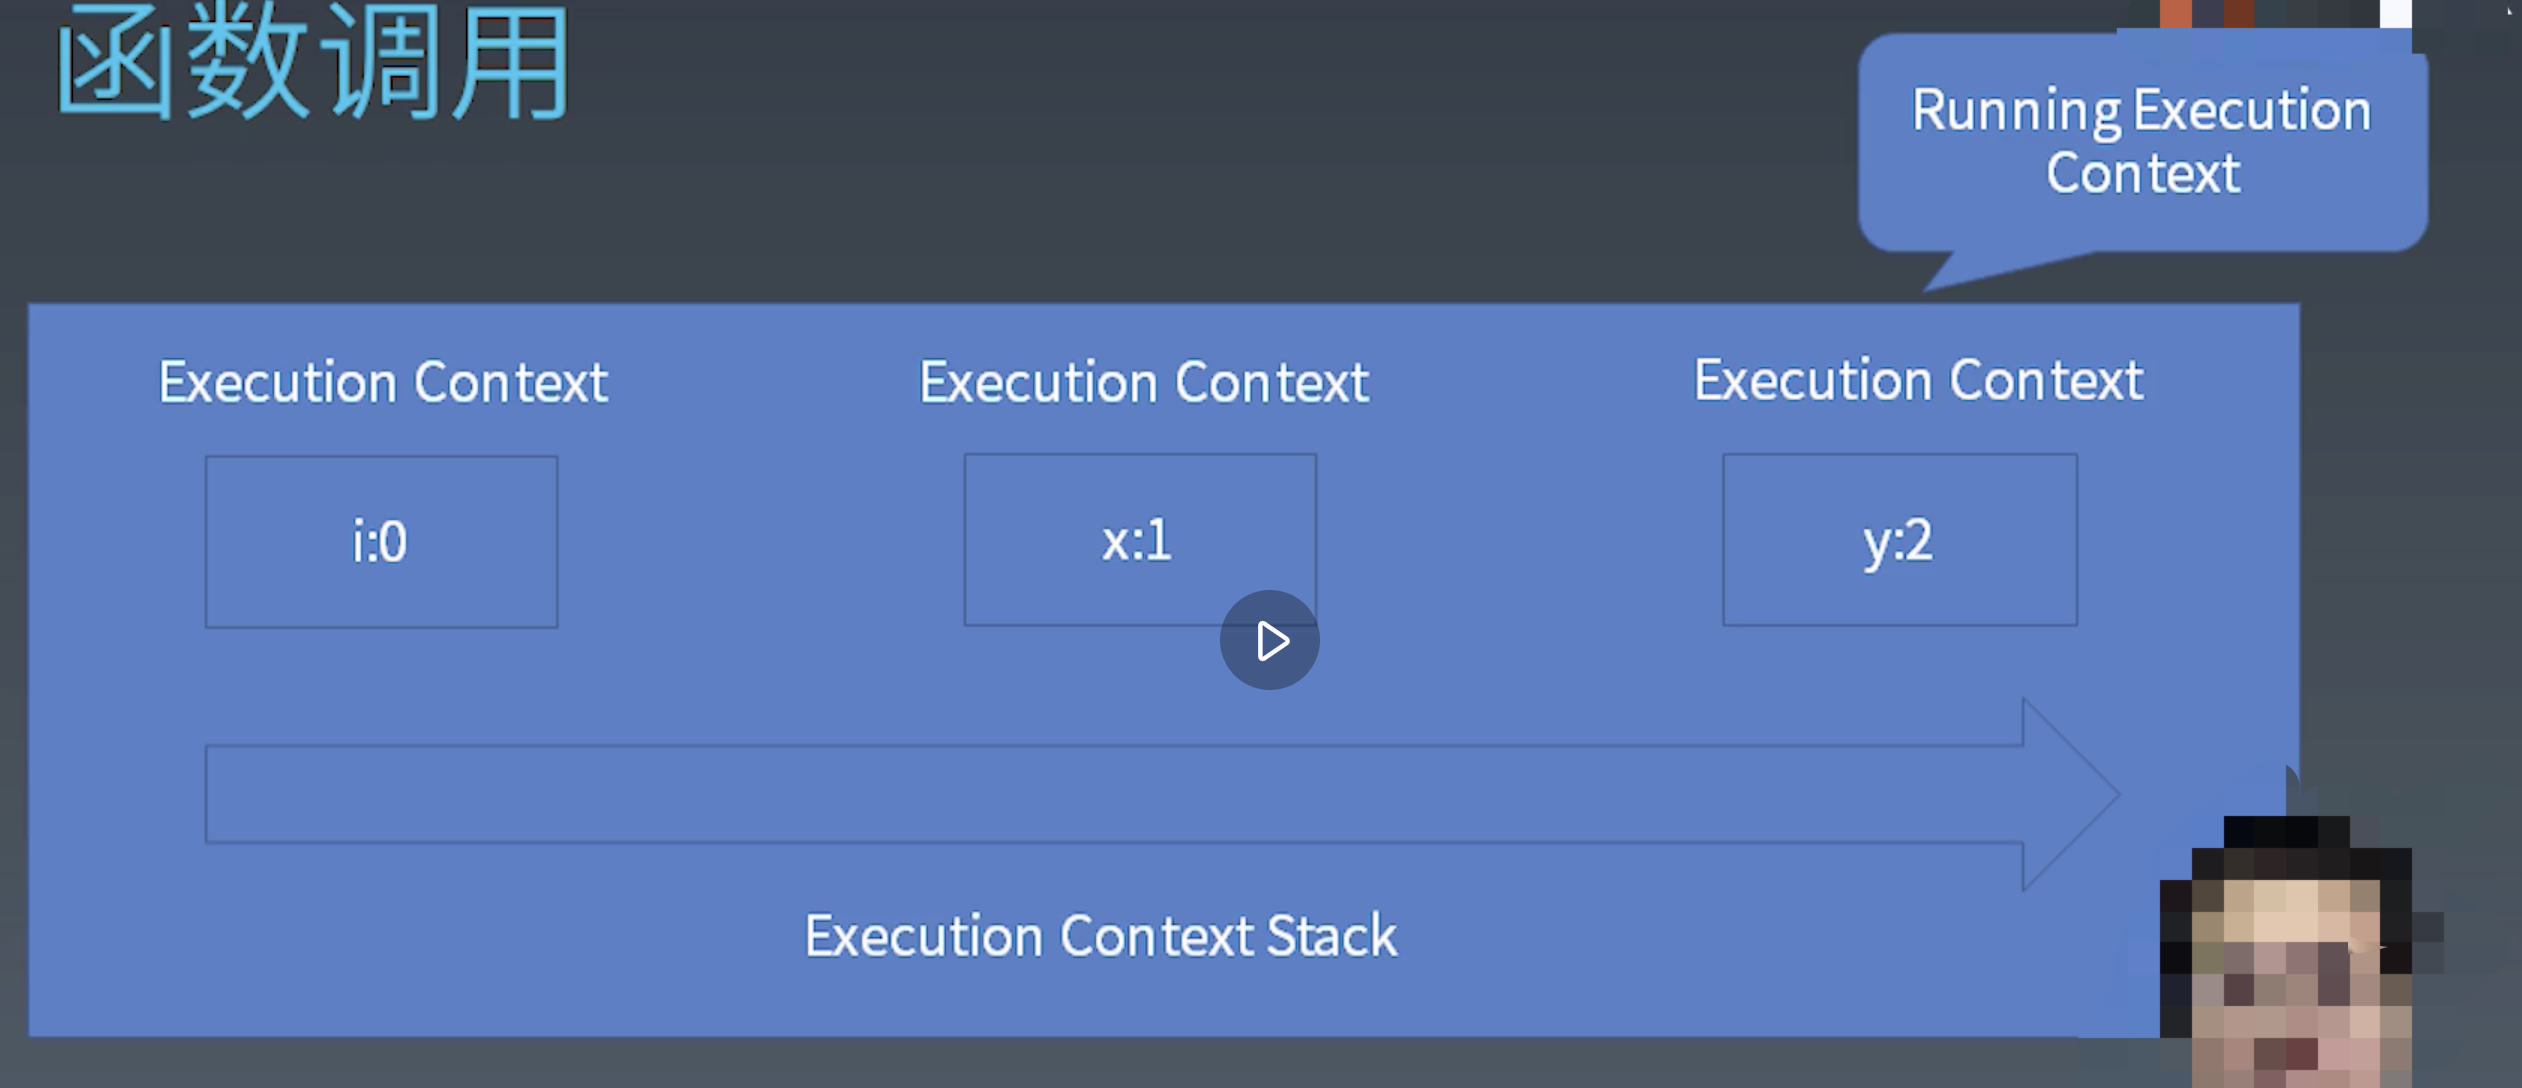 函数调用
Running Execution
Context
Execution Context
Execution Context
Execution Context
i:0
x:1
y:2
Execution Context Stack